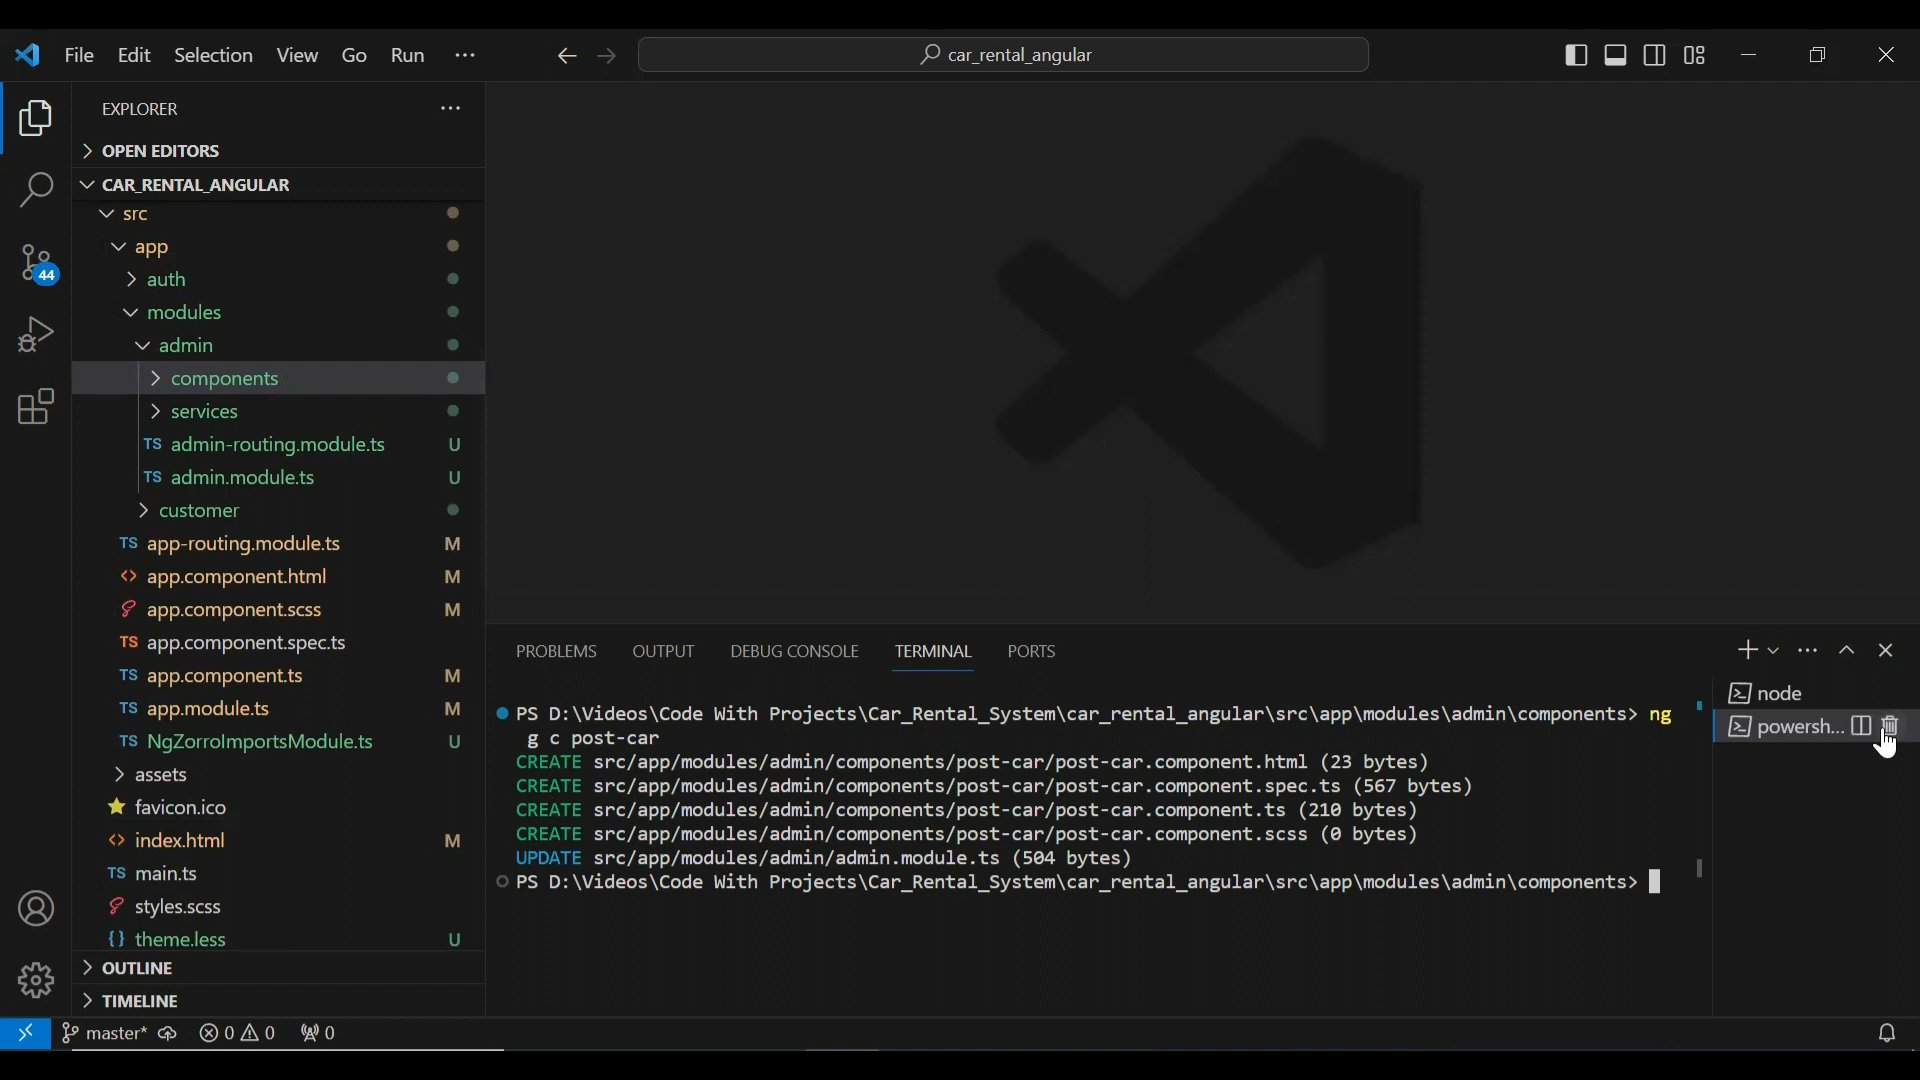 File Edit Selection View Go Run ···
car_rental_angular
EXPLORER ···
OPEN EDITORS
CAR_RENTAL_ANGULAR
src
app
auth
modules
admin
components
services
TS admin-routing.module.ts U
TS admin.module.ts U
customer
TS app-routing.module.ts M
<> app.component.html M
app.component.scss M
TS app.component.spec.ts
TS app.component.ts M
TS app.module.ts M
TS NgZorroImportsModule.ts U
assets
favicon.ico
<> index.html M
TS main.ts
styles.scss
{} theme.less U
OUTLINE
TIMELINE
44
PROBLEMS OUTPUT DEBUG CONSOLE TERMINAL PORTS
PS D:\Videos\Code With Projects\Car_Rental_System\car_rental_angular\src\app\modules\admin\components> ng
g c post-car
CREATE src/app/modules/admin/components/post-car/post-car.component.html (23 bytes)
CREATE src/app/modules/admin/components/post-car/post-car.component.spec.ts (567 bytes)
CREATE src/app/modules/admin/components/post-car/post-car.component.ts (210 bytes)
CREATE src/app/modules/admin/components/post-car/post-car.component.scss (0 bytes)
UPDATE src/app/modules/admin/admin.module.ts (504 bytes)
PS D:\Videos\Code With Projects\Car_Rental_System\car_rental_angular\src\app\modules\admin\components>
node
powersh...
master* 0 0 0